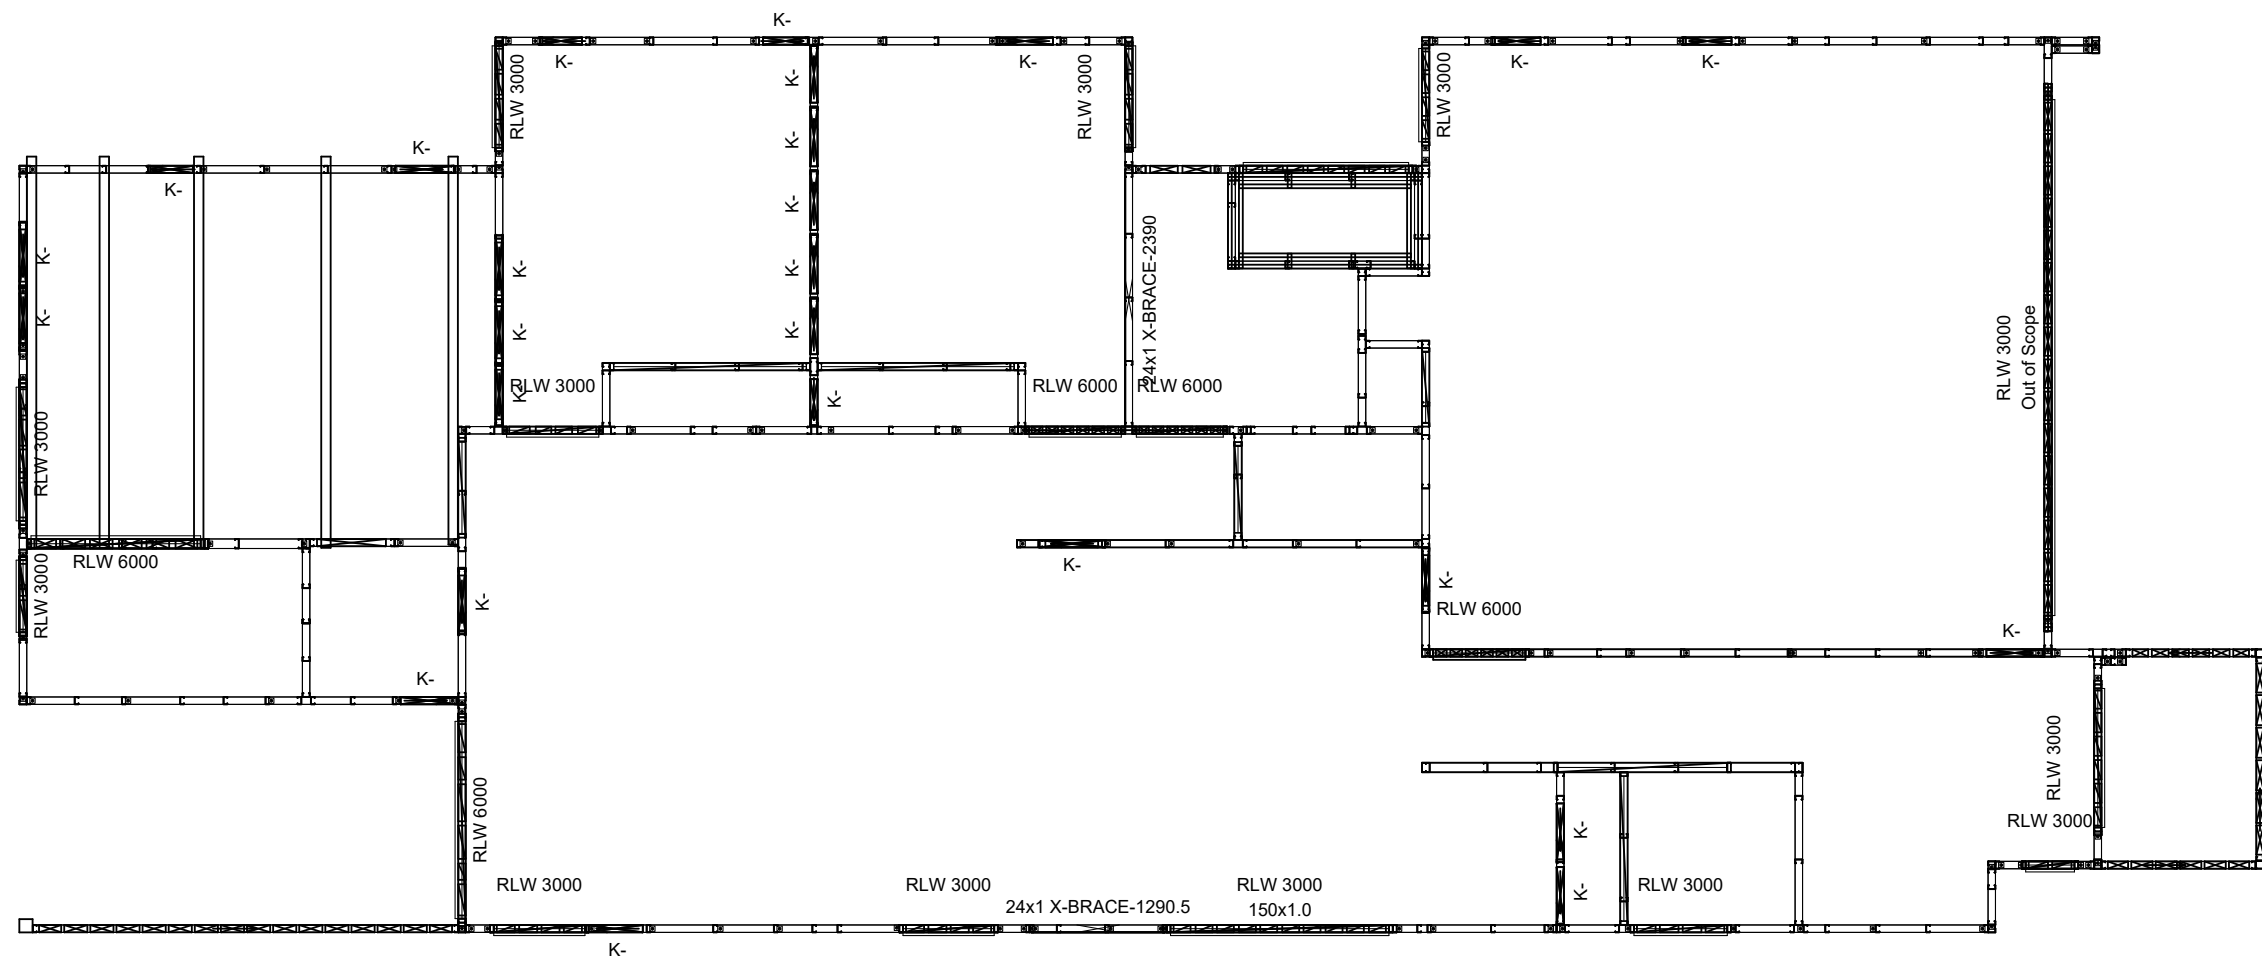 K-
K-
K-
RLW 3000
K-
RLW 3000
RLW 3000
K-
K-
K-
K-
K-
K-
K-
24x1 X-BRACE-2390
K-
K-
K-
K-
K-
K-
RLW 3000
Out of Scope
RLW 3000
K-
RLW 6000
RLW 6000
K-
RLW 3000
RLW 6000
K-
RLW 3000
K-
K-
RLW 6000
K-
K-
RLW 3000
RLW 6000
RLW 3000
K-
K-
RLW 3000
RLW 3000
RLW 3000
RLW 3000
24x1 X-BRACE-1290.5
150x1.0
K-